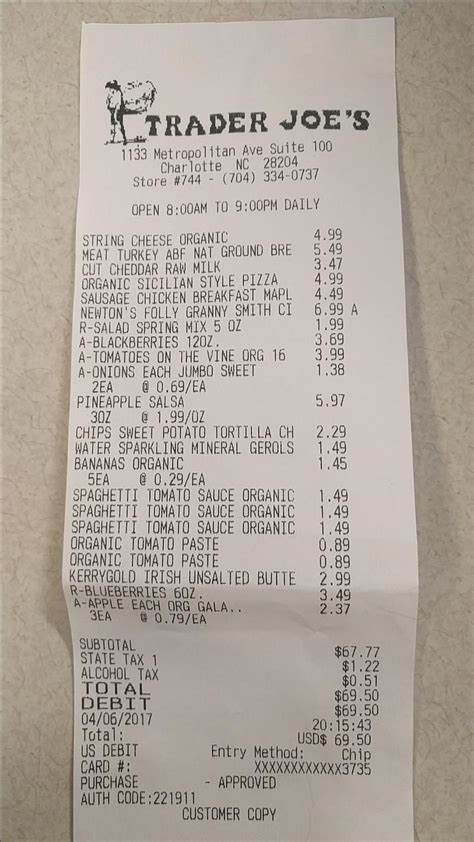 TRADER JOE'S
1133 Metropolitan Ave Suite 100
Charlotte NC 28204
Store #744 - (704) 334-0737
OPEN 8:00AM TO 9:00PM DAILY
STRING CHEESE ORGANIC 4.99
MEAT TURKEY ABF NAT GROUND BRE 5.49
CUT CHEDDAR RAW MILK 3.47
ORGANIC SICILIAN STYLE PIZZA 4.99
SAUSAGE CHICKEN BREAKFAST MAPL 4.49
NEWTON'S FOLLY GRANNY SMITH CI 6.99 A
R-SALAD SPRING MIX 5 OZ 1.99
A-BLACKBERRIES 12OZ. 3.69
A-TOMATOES ON THE VINE ORG 16 3.99
A-ONIONS EACH JUMBO SWEET 1.38
2EA @ 0.69/EA
PINEAPPLE SALSA 5.97
3OZ @ 1.99/OZ
CHIPS SWEET POTATO TORTILLA CH 2.29
WATER SPARKLING MINERAL GEROLS 1.49
BANANAS ORGANIC 1.45
5EA @ 0.29/EA
SPAGHETTI TOMATO SAUCE ORGANIC 1.49
SPAGHETTI TOMATO SAUCE ORGANIC 1.49
SPAGHETTI TOMATO SAUCE ORGANIC 1.49
ORGANIC TOMATO PASTE 0.89
ORGANIC TOMATO PASTE 0.89
KERRYGOLD IRISH UNSALTED BUTTE 2.99
R-BLUEBERRIES 6OZ. 3.49
A-APPLE EACH ORG GALA.. 2.37
3EA @ 0.79/EA
SUBTOTAL $67.77
STATE TAX 1 $1.22
ALCOHOL TAX $0.51
TOTAL $69.50
DEBIT $69.50
04/06/2017 20:15:43
Total: USD$ 69.50
US DEBIT Entry Method: Chip
CARD #: XXXXXXXXXXXX3735
PURCHASE - APPROVED
AUTH CODE:221911
CUSTOMER COPY